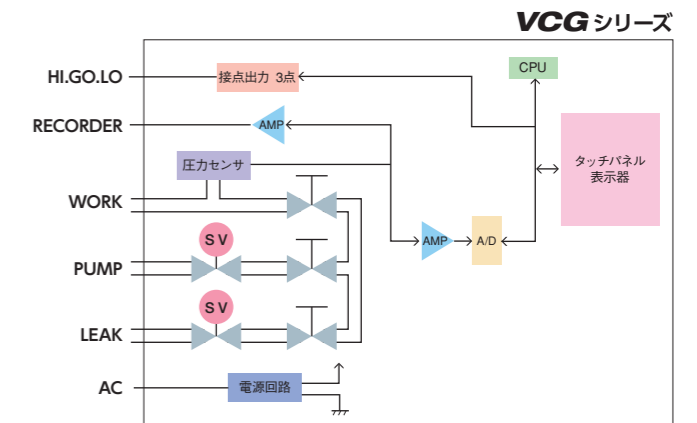 VCGシリーズ
HI.GO.LO
接点出力 3点
CPU
RECORDER
AMP
圧力センサ
タッチパネル
表示器
WORK
SV
AMP
A/D
PUMP
SV
LEAK
AC
電源回路